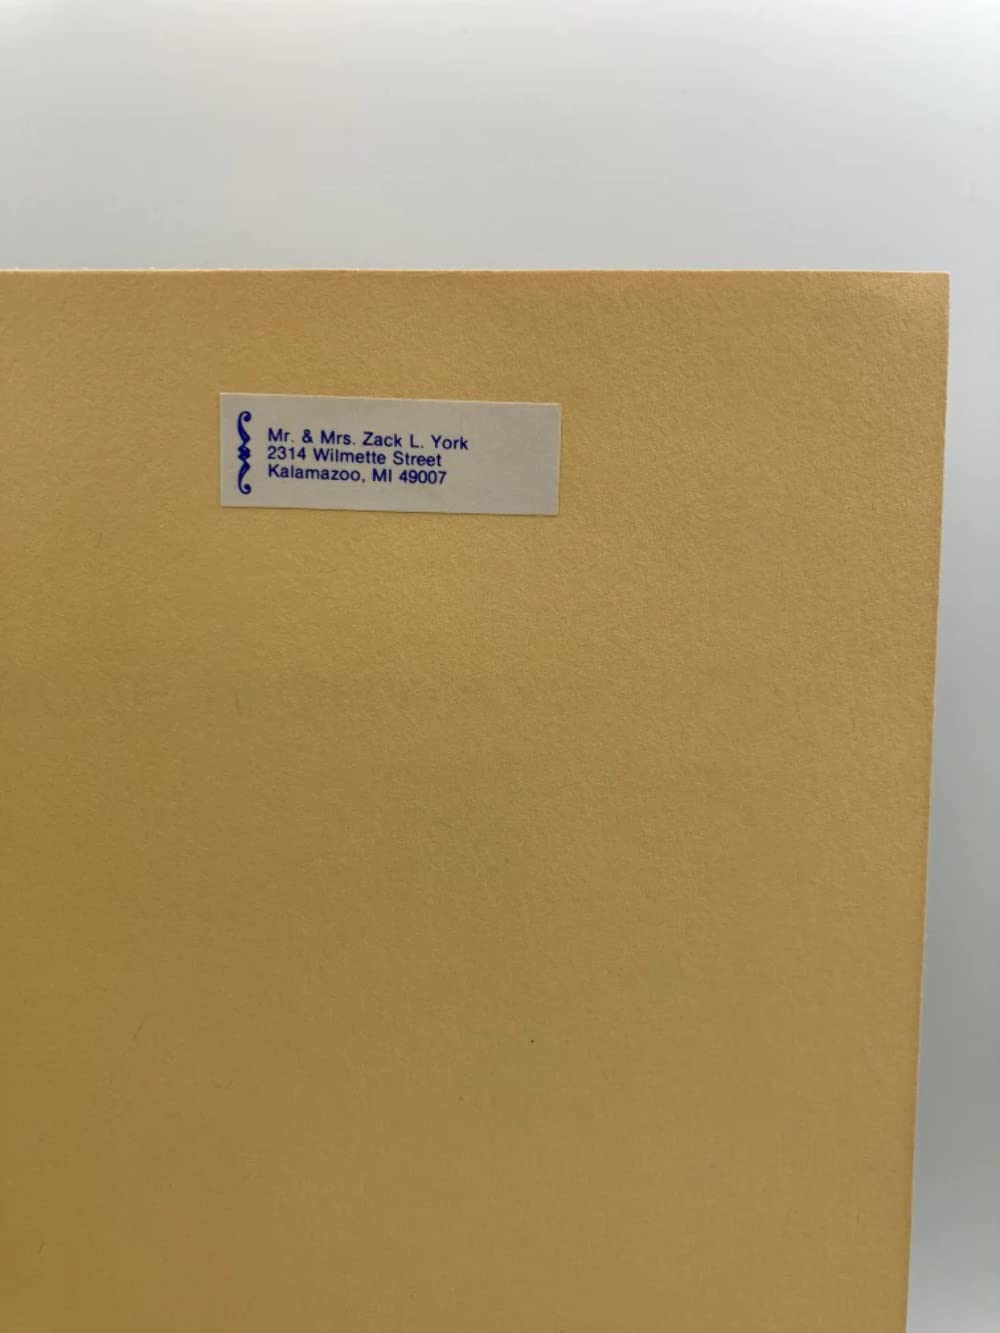 Mr. & Mrs. Zack L. York
2314 Wilmette Street
Kalamazoo, MI 49007